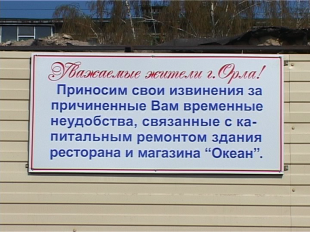 Уважаемые жители г. Орла!
Приносим свои извинения за
причиненные Вам временные
неудобства, связанные с ка-
питальным ремонтом здания
ресторана и магазина "Океан".